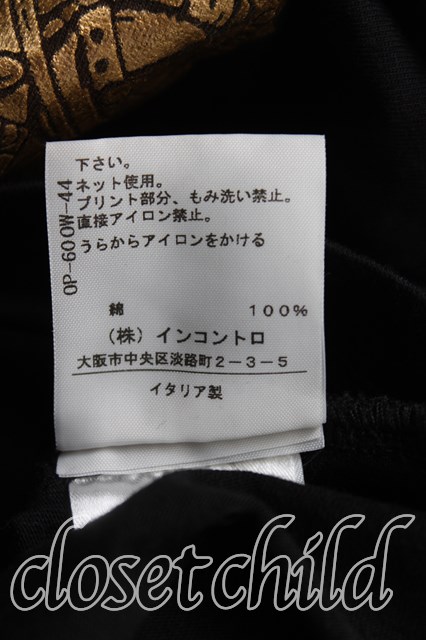 下さい。
ネット使用。
プリント部分、もみ洗い禁止。
直接アイロン禁止。
うらからアイロンをかける
OP-600W-44
綿 100%
(株) インコントロ
大阪市中央区淡路町2-3-5
イタリア製
closetchild